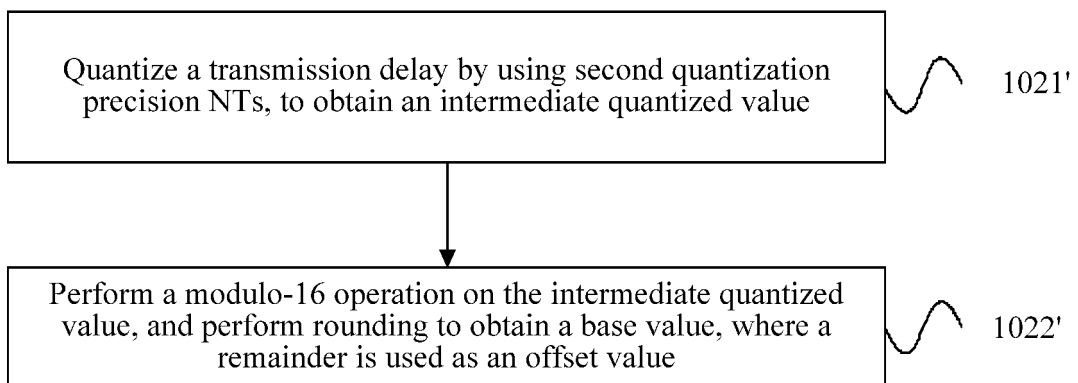 Quantize a transmission delay by using second quantization
precision NTs, to obtain an intermediate quantized value
1021'
Perform a modulo-16 operation on the intermediate quantized
value, and perform rounding to obtain a base value, where a
remainder is used as an offset value
1022'